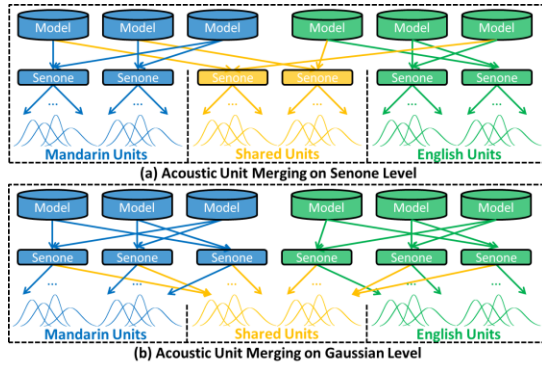 Model Model Model Model Model Model
Senone Senone Senone Senone Senone Senone
... ... ... ... ... ...
Mandarin Units Shared Units English Units
(a) Acoustic Unit Merging on Senone Level
Model Model Model Model Model Model
Senone Senone Senone Senone Senone Senone
... ... ... ... ... ...
Mandarin Units Shared Units English Units
(b) Acoustic Unit Merging on Gaussian Level